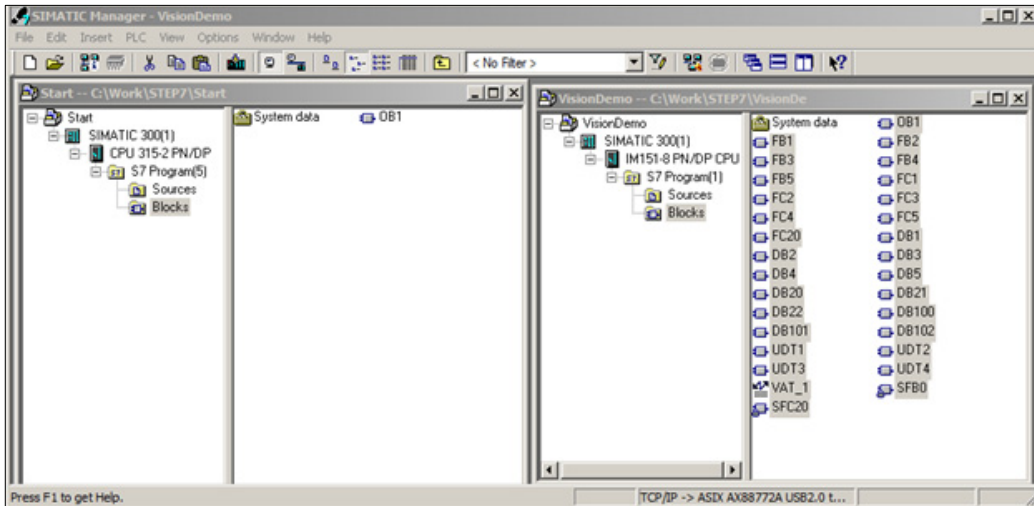 SIMATIC Manager - VisionDemo
File Edit Insert PLC View Options Window Help
< No Filter >
Start -- C:\Work\STEP7\Start
Start
SIMATIC 300(1)
CPU 315-2 PN/DP
S7 Program(5)
Sources
Blocks
System data OB1
VisionDemo -- C:\Work\STEP7\VisionDe
VisionDemo
SIMATIC 300(1)
IM151-8 PN/DP CPU
S7 Program(1)
Sources
Blocks
System data OB1
FB1 FB2
FB3 FB4
FB5 FC1
FC2 FC3
FC4 FC5
FC20 DB1
DB2 DB3
DB4 DB5
DB20 DB21
DB22 DB100
DB101 DB102
UDT1 UDT2
UDT3 UDT4
VAT_1 SFB0
SFC20
Press F1 to get Help.
TCP/IP -> ASIX AX88772A USB2.0 t...